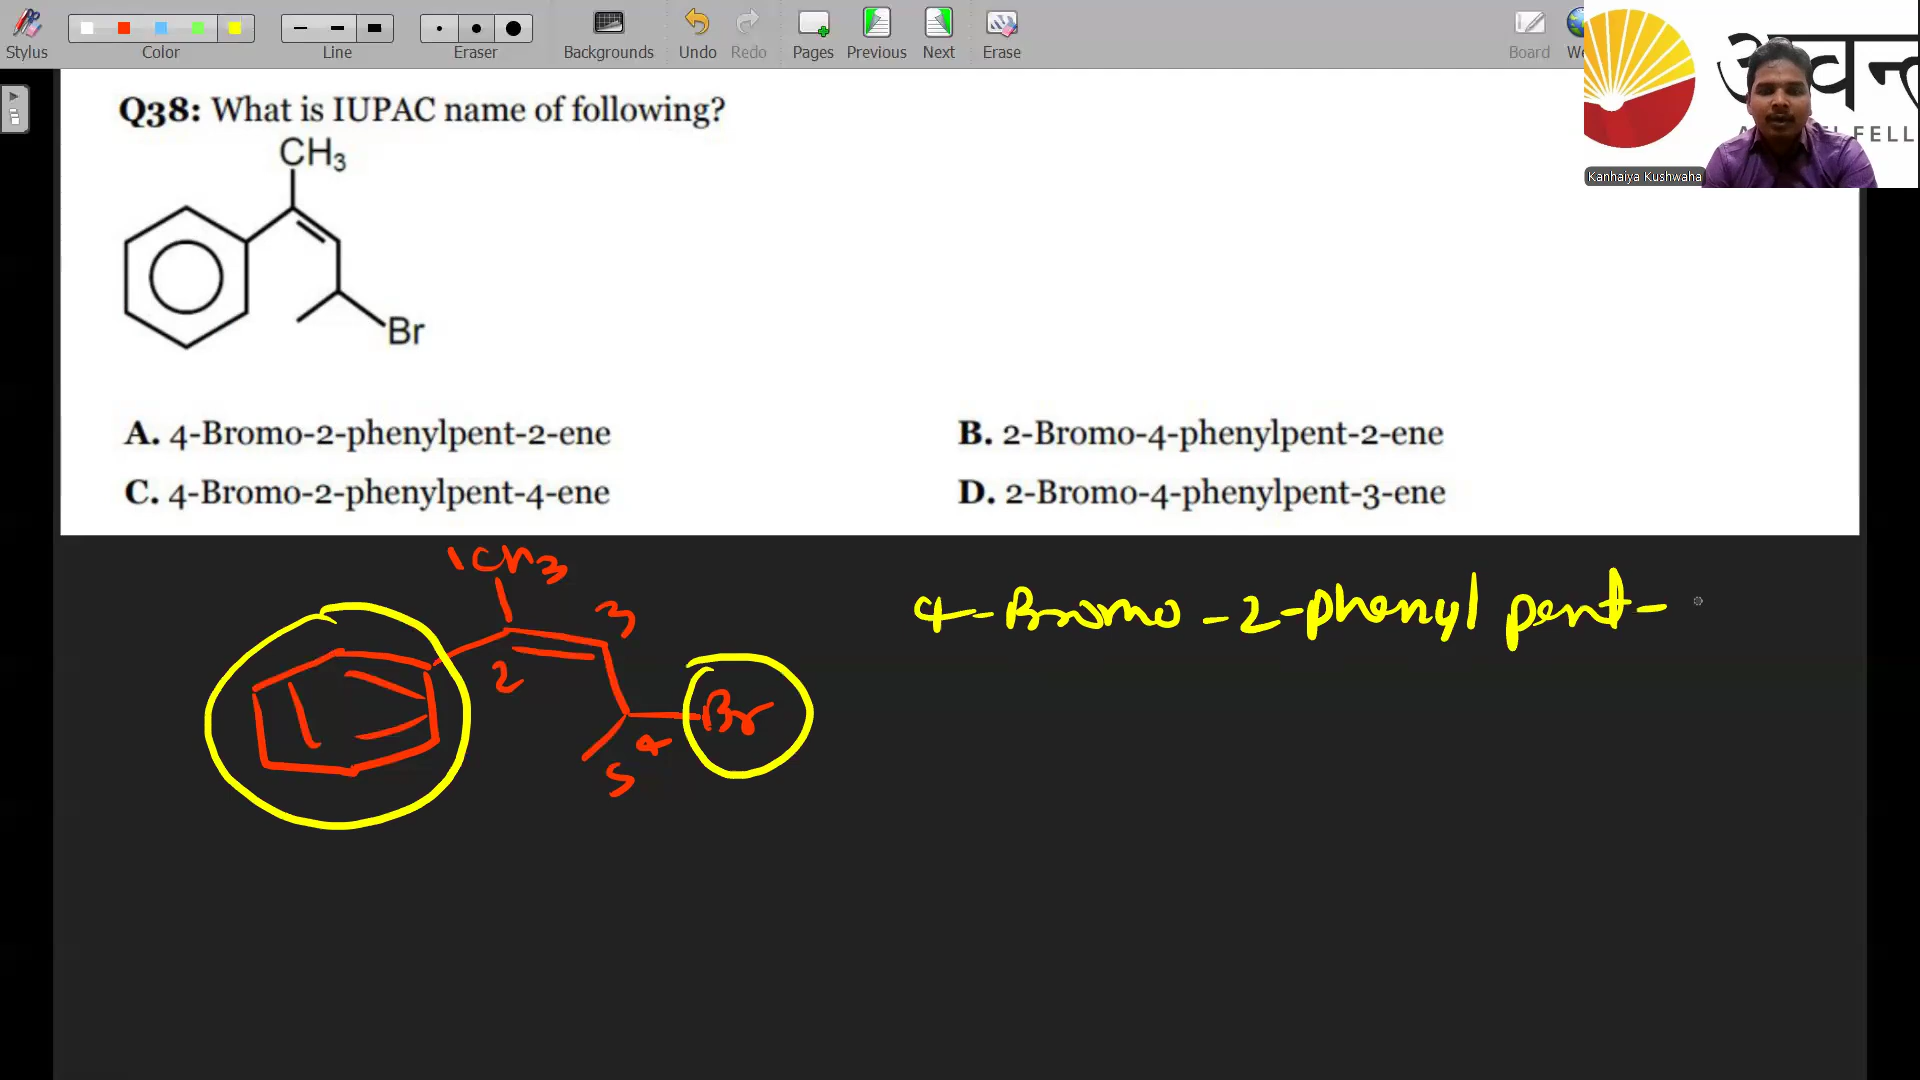 Stylus
Color
Line
Eraser
Backgrounds
Undo
Redo
Pages
Previous
Next
Erase
Board
Kanhaiya Kushwaha
Q38: What is IUPAC name of following?
CH3
Br
A. 4-Bromo-2-phenylpent-2-ene
B. 2-Bromo-4-phenylpent-2-ene
C. 4-Bromo-2-phenylpent-4-ene
D. 2-Bromo-4-phenylpent-3-ene
1CH3
3
2
Br
4
5
4-Bromo-2-phenyl pent-